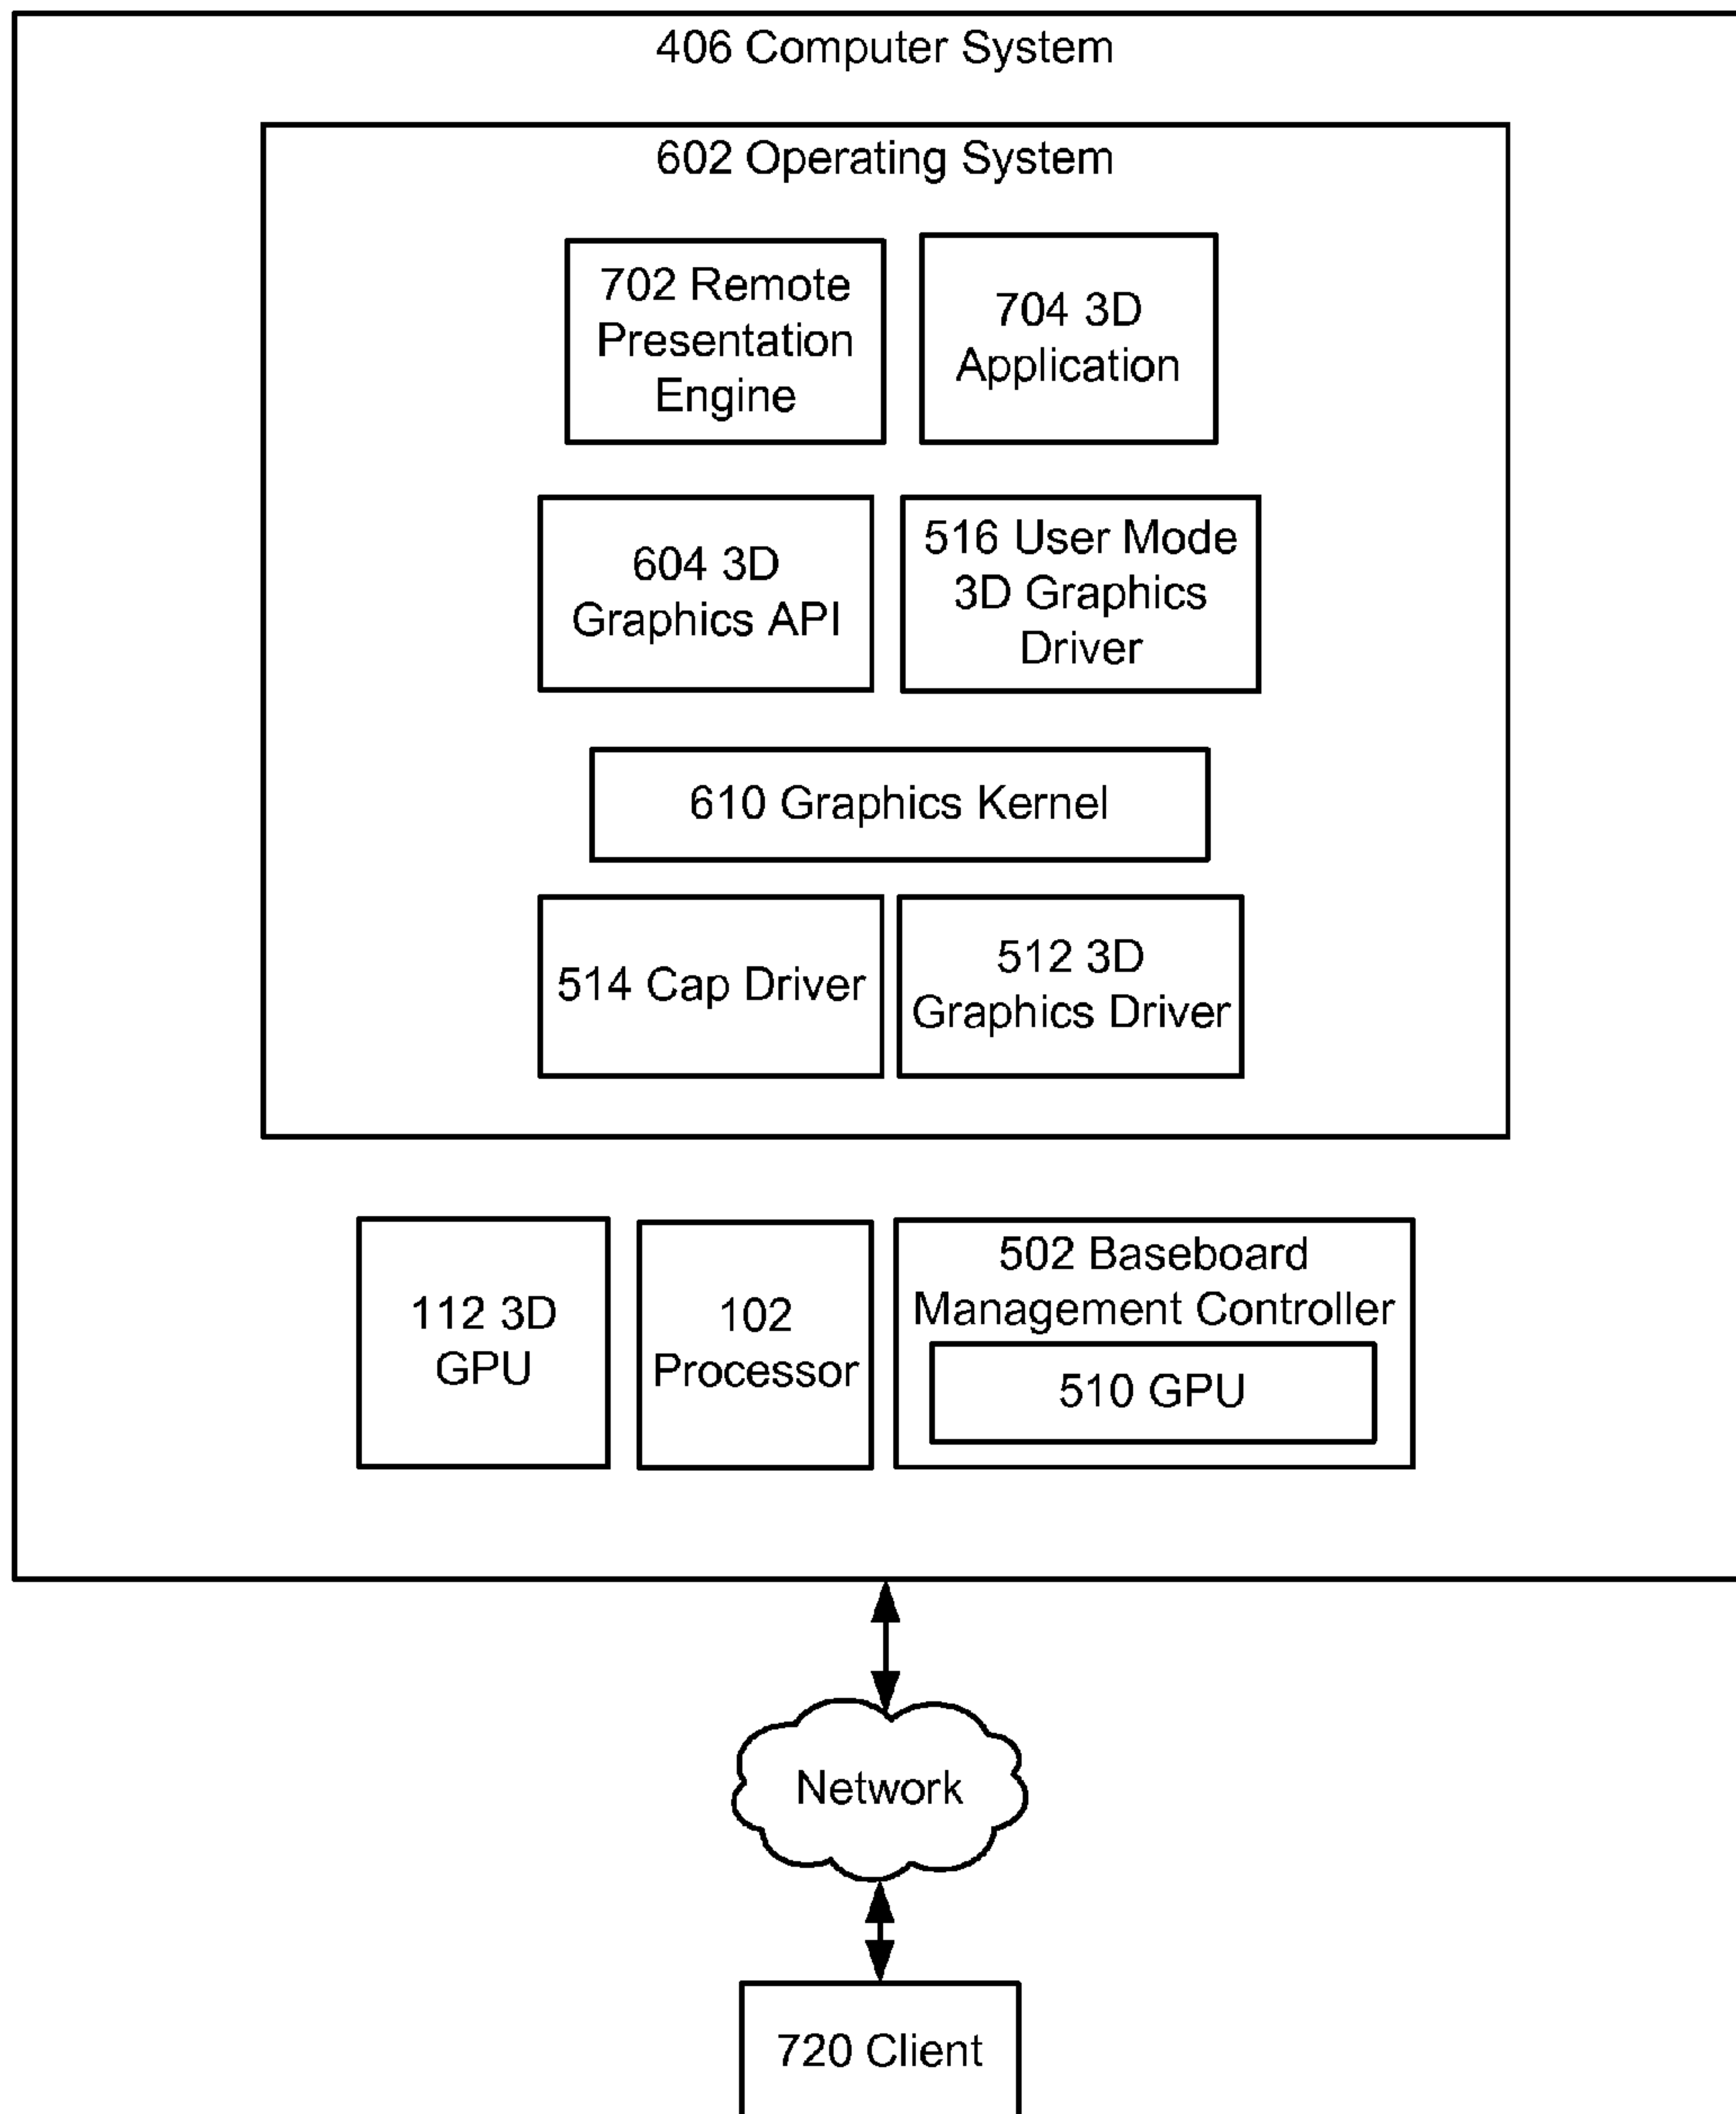 406 Computer System
602 Operating System
702 Remote
Presentation
Engine
704 3D
Application
604 3D
Graphics API
516 User Mode
3D Graphics
Driver
610 Graphics Kernel
514 Cap Driver
512 3D
Graphics Driver
112 3D
GPU
102
Processor
502 Baseboard
Management Controller
510 GPU
Network
720 Client